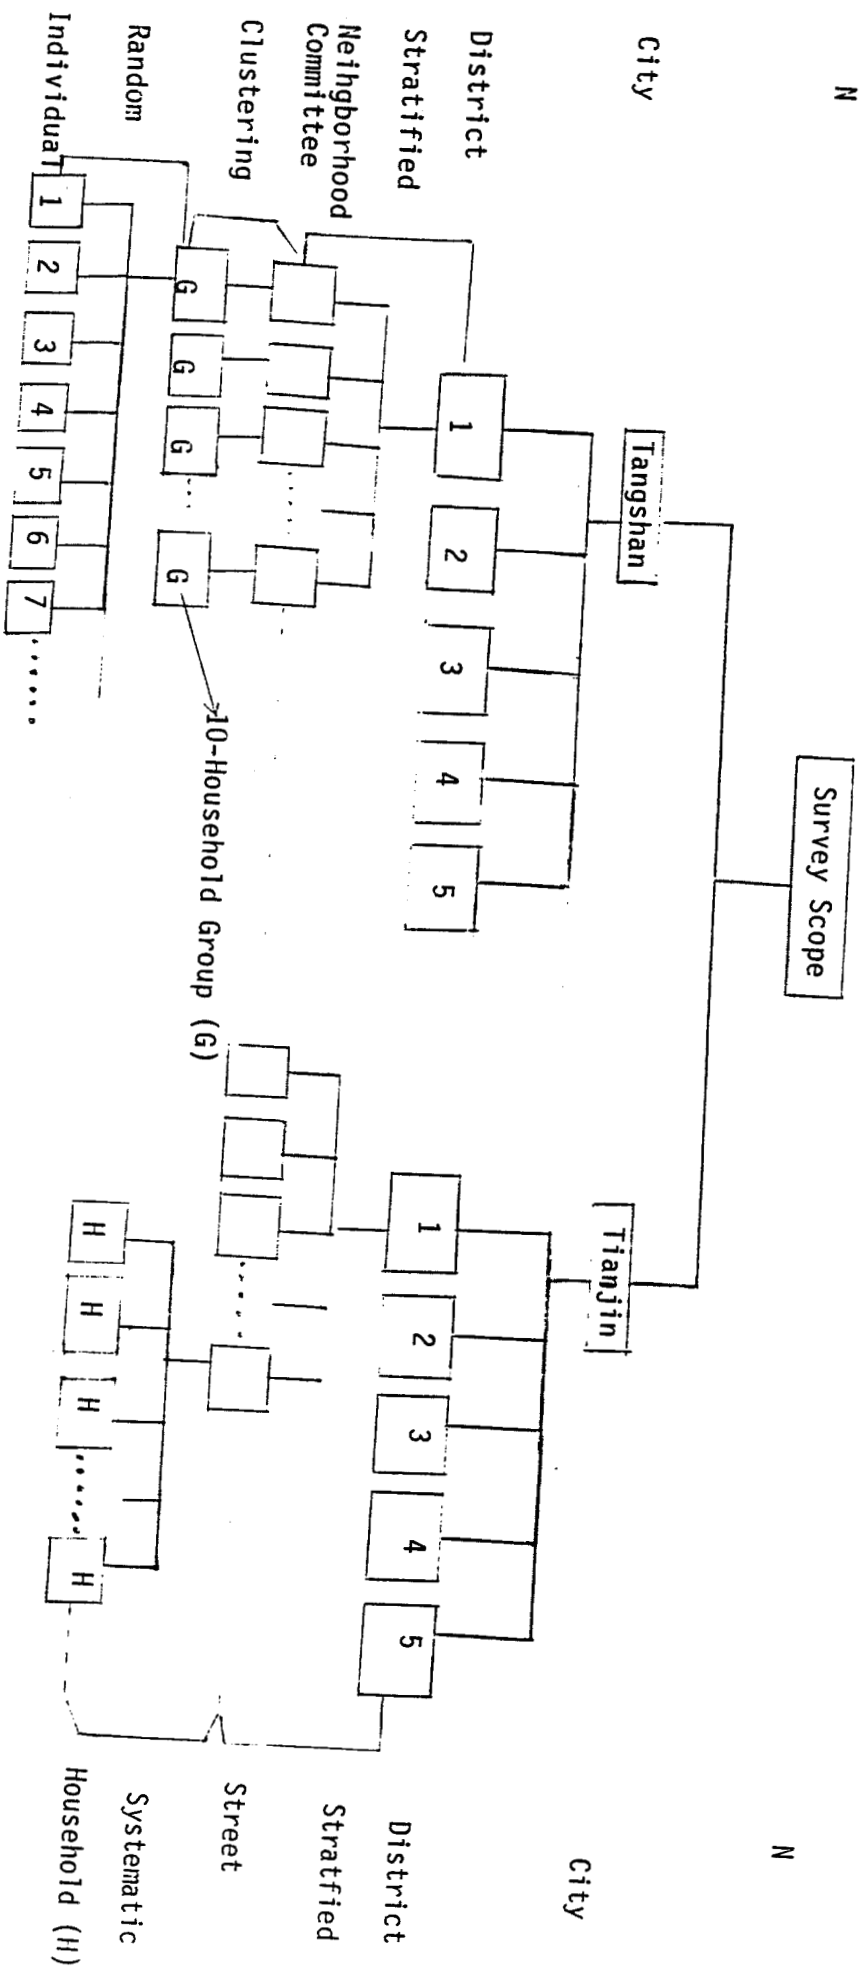 N
City
District
Stratified
Neihgborhood
Committee
Clustering
Random
Individual
Survey Scope
Tangshan
1
2
3
4
5
G
G
G
G
10-Household Group (G)
1
2
3
4
5
6
7
Tianjin
1
2
3
4
5
H
H
H
H
N
City
District
Stratfied
Street
Systematic
Household (H)